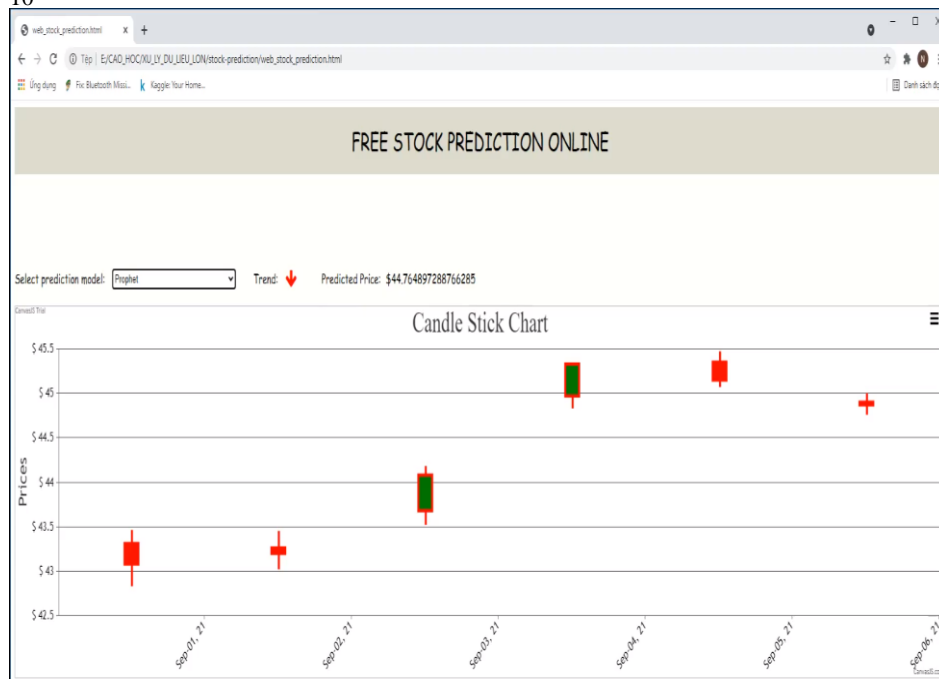 10
web_stock_prediction.html x +
Tệp | E:/CAO_HOC/XU_LY_DU_LIEU_LON/stock-prediction/web_stock_prediction.html
N
Ứng dụng Fix: Bluetooth Missi... k Kaggle: Your Home... Danh sách đọ
FREE STOCK PREDICTION ONLINE
Select prediction model: Prophet Trend: Predicted Price: $44.764897288766285
CanvasJS Trial
Candle Stick Chart
$ 45.5
$ 45
$ 44.5
$ 44
$ 43.5
$ 43
$ 42.5
Prices
Sep-01, 21 Sep-02, 21 Sep-03, 21 Sep-04, 21 Sep-05, 21 Sep-06, 21
CanvasJS.co